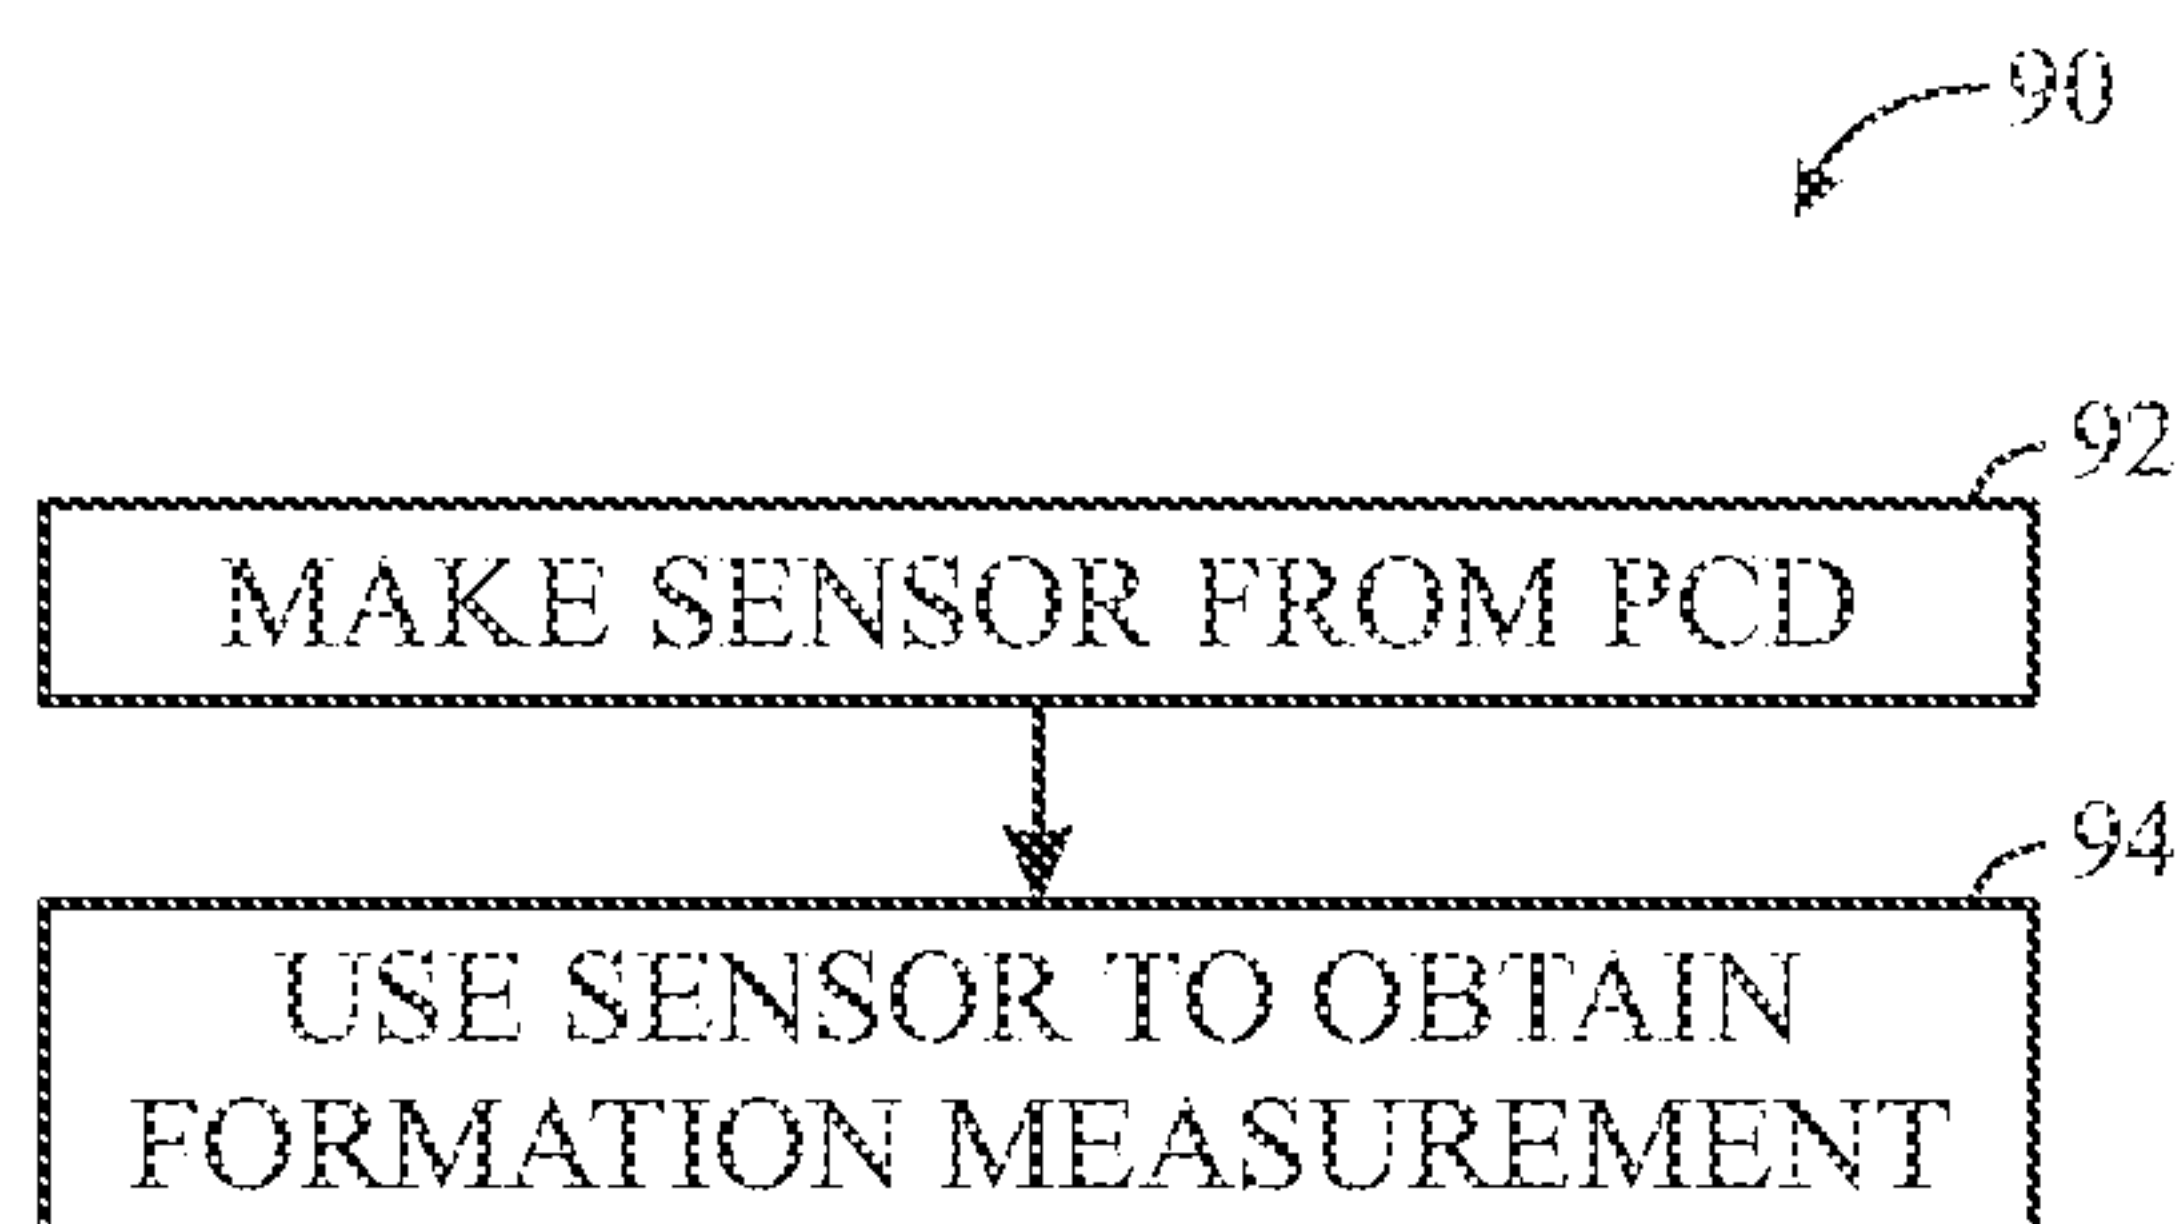 90
92
MAKE SENSOR FROM PCD
94
USE SENSOR TO OBTAIN
FORMATION MEASUREMENT